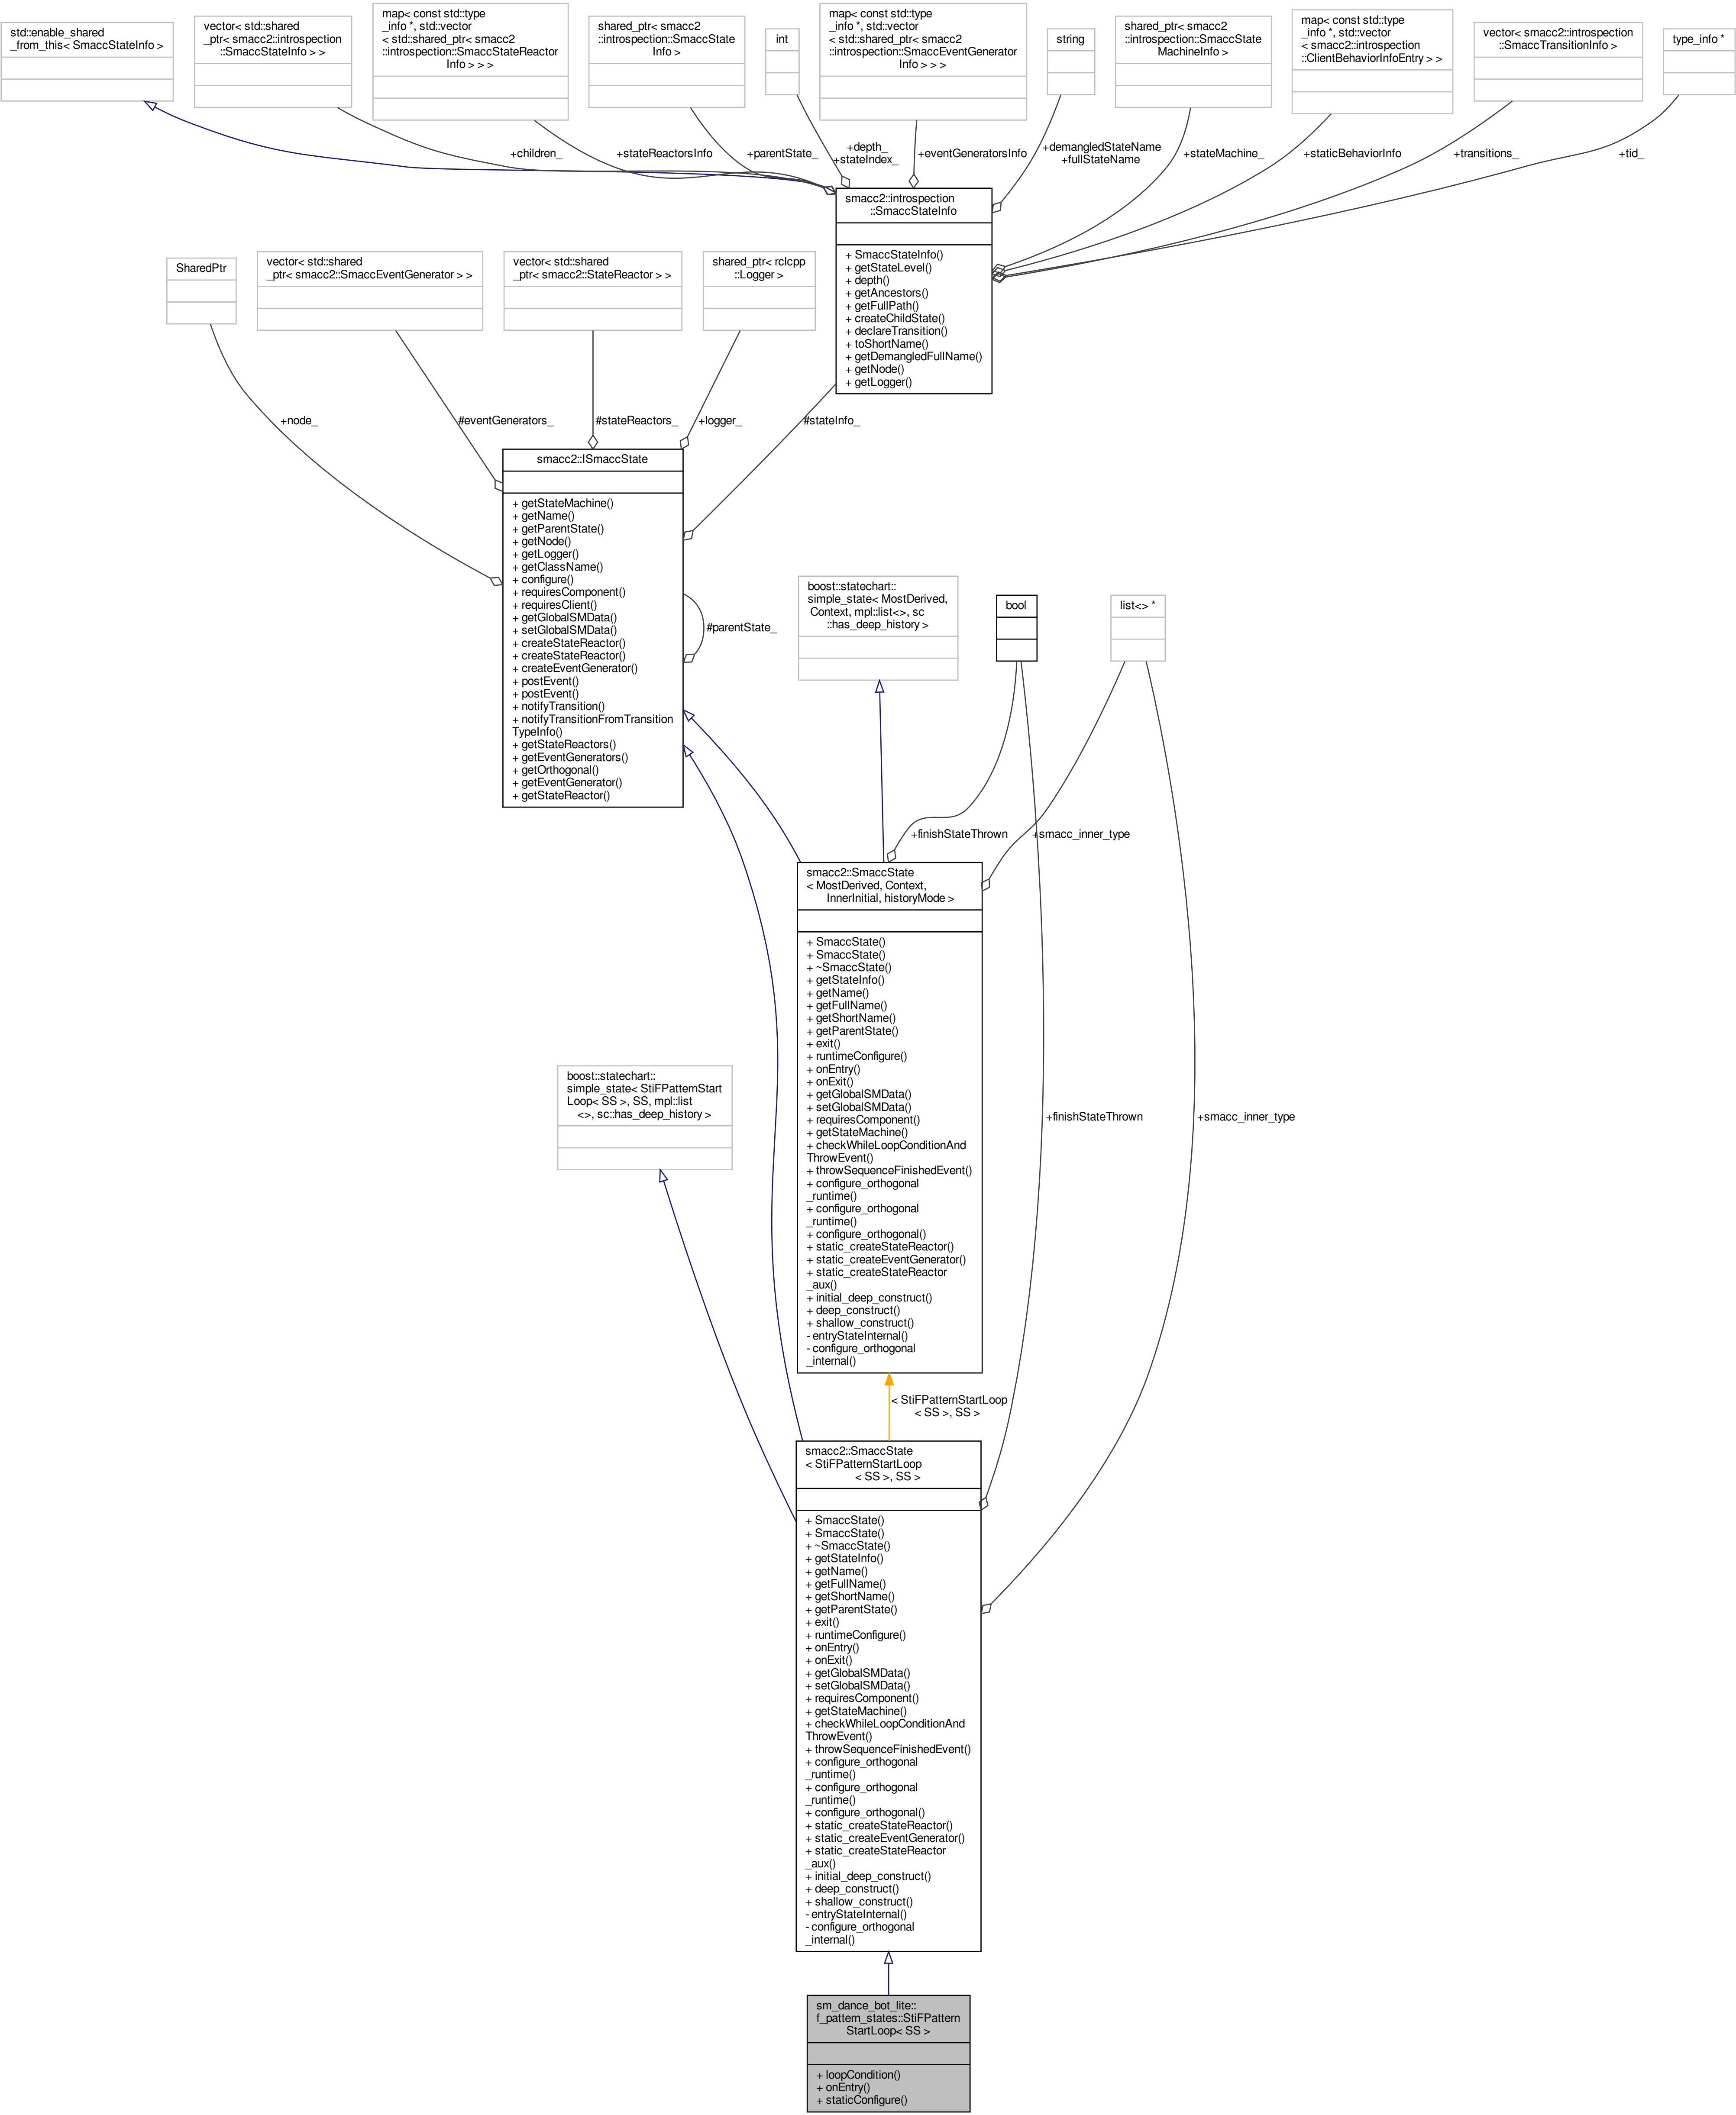 std::enable_shared
_from_this< SmaccStateInfo >
vector< std::shared
_ptr< smacc2::introspection
::SmaccStateInfo > >
map< const std::type
_info *, std::vector
< std::shared_ptr< smacc2
::introspection::SmaccStateReactor
Info > > >
shared_ptr< smacc2
::introspection::SmaccState
Info >
int
map< const std::type
_info *, std::vector
< std::shared_ptr< smacc2
::introspection::SmaccEventGenerator
Info > > >
string
shared_ptr< smacc2
::introspection::SmaccState
MachineInfo >
map< const std::type
_info *, std::vector
< smacc2::introspection
::ClientBehaviorInfoEntry > >
vector< smacc2::introspection
::SmaccTransitionInfo >
type_info *
+children_
+stateReactorsInfo
+parentState_
+depth_
+stateIndex_
+eventGeneratorsInfo
+demangledStateName
+fullStateName
+stateMachine_
+staticBehaviorInfo
+transitions_
+tid_
smacc2::introspection
::SmaccStateInfo
+ SmaccStateInfo()
+ getStateLevel()
+ depth()
+ getAncestors()
+ getFullPath()
+ createChildState()
+ declareTransition()
+ toShortName()
+ getDemangledFullName()
+ getNode()
+ getLogger()
SharedPtr
vector< std::shared
_ptr< smacc2::SmaccEventGenerator > >
vector< std::shared
_ptr< smacc2::StateReactor > >
shared_ptr< rclcpp
::Logger >
+node_
#eventGenerators_
#stateReactors_
+logger_
#stateInfo_
smacc2::ISmaccState
+ getStateMachine()
+ getName()
+ getParentState()
+ getNode()
+ getLogger()
+ getClassName()
+ configure()
+ requiresComponent()
+ requiresClient()
+ getGlobalSMData()
+ setGlobalSMData()
+ createStateReactor()
+ createStateReactor()
+ createEventGenerator()
+ postEvent()
+ postEvent()
+ notifyTransition()
+ notifyTransitionFromTransition
TypeInfo()
+ getStateReactors()
+ getEventGenerators()
+ getOrthogonal()
+ getEventGenerator()
+ getStateReactor()
#parentState_
boost::statechart::
simple_state< MostDerived,
Context, mpl::list<>, sc
::has_deep_history >
bool
list<> *
+finishStateThrown
+smacc_inner_type
smacc2::SmaccState
< MostDerived, Context,
InnerInitial, historyMode >
+ SmaccState()
+ SmaccState()
+ ~SmaccState()
+ getStateInfo()
+ getName()
+ getFullName()
+ getShortName()
+ getParentState()
+ exit()
+ runtimeConfigure()
+ onEntry()
+ onExit()
+ getGlobalSMData()
+ setGlobalSMData()
+ requiresComponent()
+ getStateMachine()
+ checkWhileLoopConditionAnd
ThrowEvent()
+ throwSequenceFinishedEvent()
+ configure_orthogonal
_runtime()
+ configure_orthogonal
_runtime()
+ configure_orthogonal()
+ static_createStateReactor()
+ static_createEventGenerator()
+ static_createStateReactor
_aux()
+ initial_deep_construct()
+ deep_construct()
+ shallow_construct()
- entryStateInternal()
- configure_orthogonal
_internal()
boost::statechart::
simple_state< StiFPatternStart
Loop< SS >, SS, mpl::list
<>, sc::has_deep_history >
+finishStateThrown
+smacc_inner_type
< StiFPatternStartLoop
< SS >, SS >
smacc2::SmaccState
< StiFPatternStartLoop
< SS >, SS >
+ SmaccState()
+ SmaccState()
+ ~SmaccState()
+ getStateInfo()
+ getName()
+ getFullName()
+ getShortName()
+ getParentState()
+ exit()
+ runtimeConfigure()
+ onEntry()
+ onExit()
+ getGlobalSMData()
+ setGlobalSMData()
+ requiresComponent()
+ getStateMachine()
+ checkWhileLoopConditionAnd
ThrowEvent()
+ throwSequenceFinishedEvent()
+ configure_orthogonal
_runtime()
+ configure_orthogonal
_runtime()
+ configure_orthogonal()
+ static_createStateReactor()
+ static_createEventGenerator()
+ static_createStateReactor
_aux()
+ initial_deep_construct()
+ deep_construct()
+ shallow_construct()
- entryStateInternal()
- configure_orthogonal
_internal()
sm_dance_bot_lite::
f_pattern_states::StiFPattern
StartLoop< SS >
+ loopCondition()
+ onEntry()
+ staticConfigure()